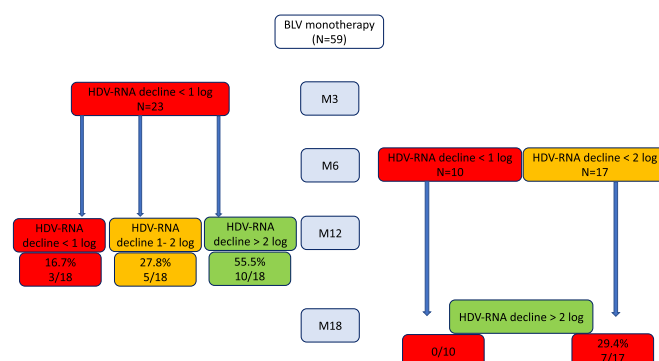 BLV monotherapy
(N=59)
HDV-RNA decline < 1 log
N=23
M3
M6
HDV-RNA decline < 1 log
N=10
HDV-RNA decline < 2 log
N=17
HDV-RNA
decline < 1 log
HDV-RNA
decline 1- 2 log
HDV-RNA
decline > 2 log
M12
16.7%
3/18
27.8%
5/18
55.5%
10/18
HDV-RNA decline > 2 log
M18
0/10
29.4%
7/17